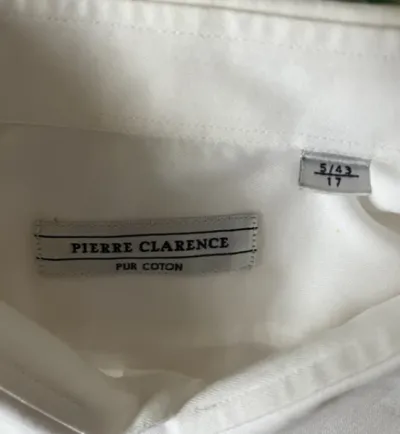 5/43
17
PIERRE CLARENCE
PUR COTON